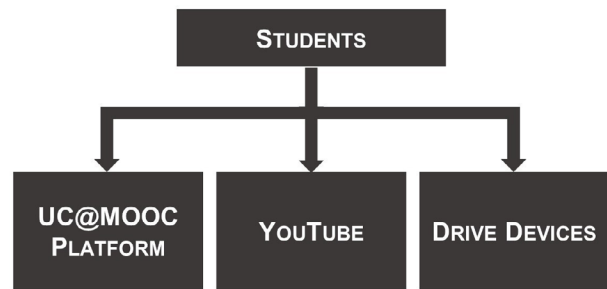 STUDENTS
UC@MOOC
PLATFORM
YOUTUBE
DRIVE DEVICES